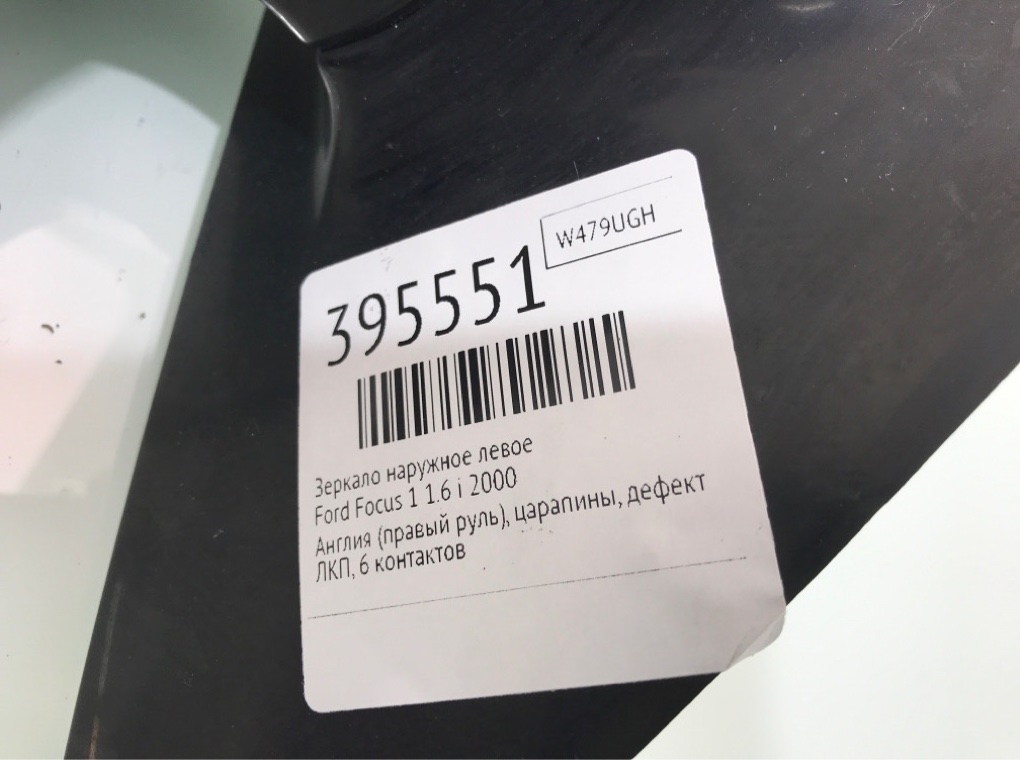 W479UGH
395551
Зеркало наружное левое
Ford Focus 1 1.6 i 2000
Англия (правый руль), царапины, дефект
ЛКП, 6 контактов